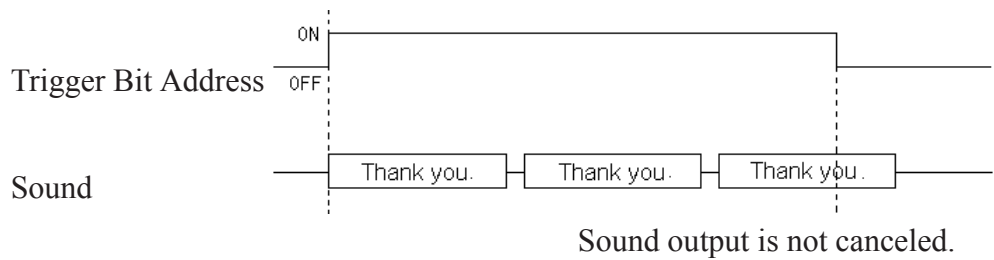 ON
Trigger Bit Address OFF
Sound Thank you. Thank you. Thank you.
Sound output is not canceled.